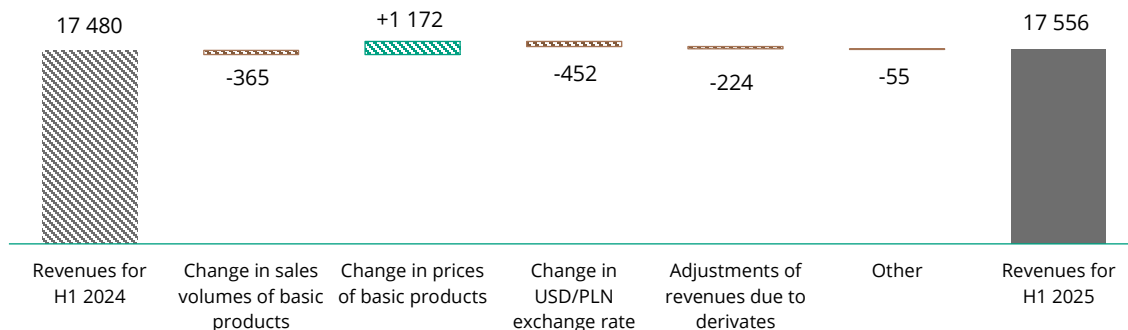 17 480
-365
+1 172
-452
-224
-55
17 556
Revenues for
H1 2024
Change in sales
volumes of basic
products
Change in prices
of basic products
Change in
USD/PLN
exchange rate
Adjustments of
revenues due to
derivates
Other
Revenues for
H1 2025